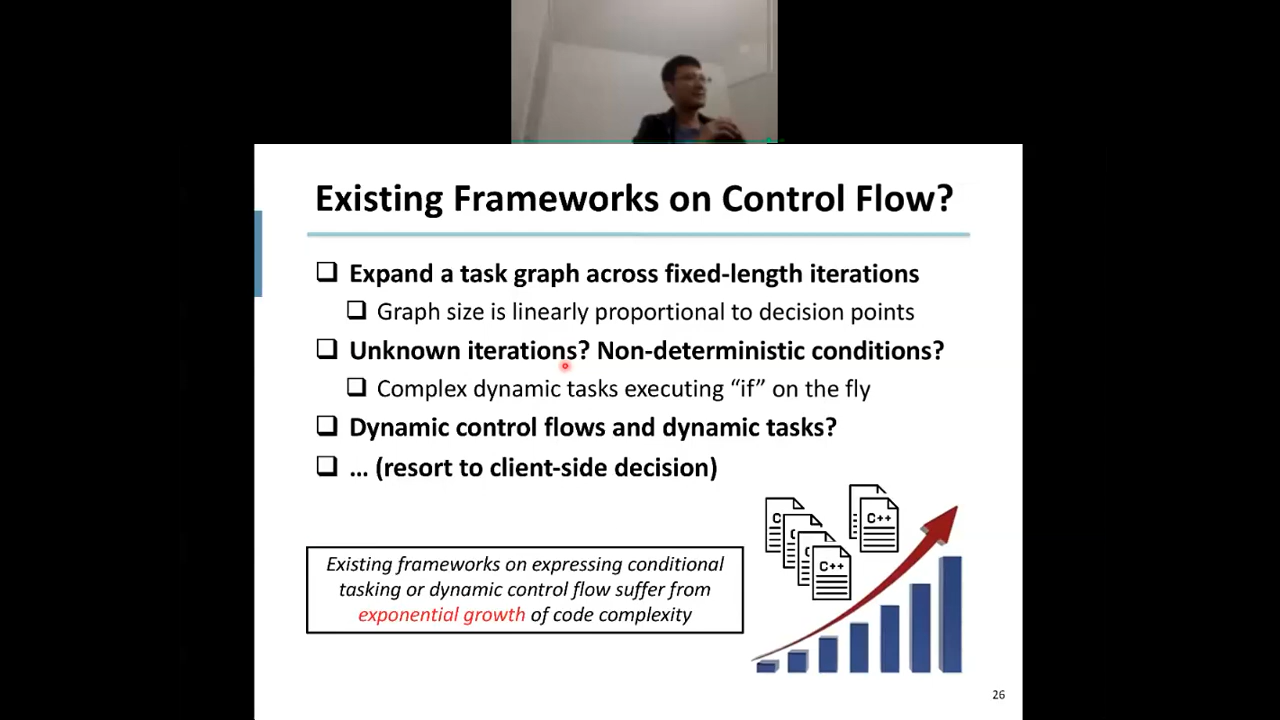 Existing Frameworks on Control Flow?
Expand a task graph across fixed-length iterations
Graph size is linearly proportional to decision points
Unknown iterations? Non-deterministic conditions?
Complex dynamic tasks executing “if” on the fly
Dynamic control flows and dynamic tasks?
... (resort to client-side decision)
Existing frameworks on expressing conditional
tasking or dynamic control flow suffer from
exponential growth of code complexity
C++
C++
26